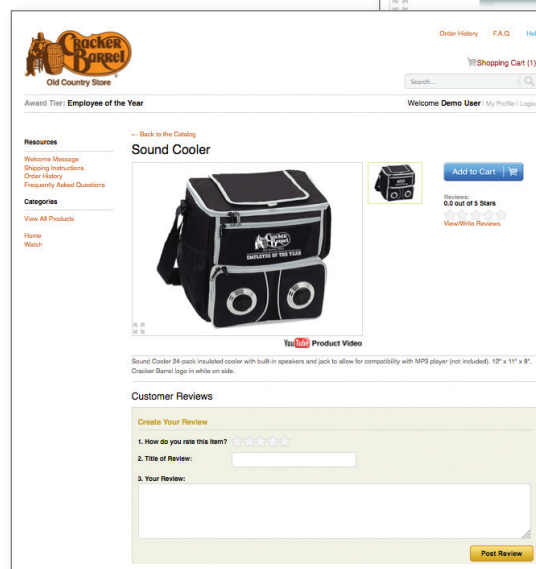 Order History F.A.Q. Hel
Cracker
Barrel
Old Country Store
Shopping Cart (1)
Search...
Award Tier: Employee of the Year
Welcome Demo User | My Profile | Logou
Resources
Welcome Message
Shipping Instructions
Order History
Frequently Asked Questions
Categories
View All Products
Home
Watch
← Back to the Catalog
Sound Cooler
Cracker
Barrel
EMPLOYEE OF THE YEAR
Add to Cart
Reviews:
0.0 out of 5 Stars
View/Write Reviews
YouTube Product Video
Sound Cooler 24-pack insulated cooler with built-in speakers and jack to allow for compatibility with MP3 player (not included). 12" x 11" x 8".
Cracker Barrel logo in white on side.
Customer Reviews
Create Your Review
1. How do you rate this item?
2. Title of Review:
3. Your Review:
Post Review